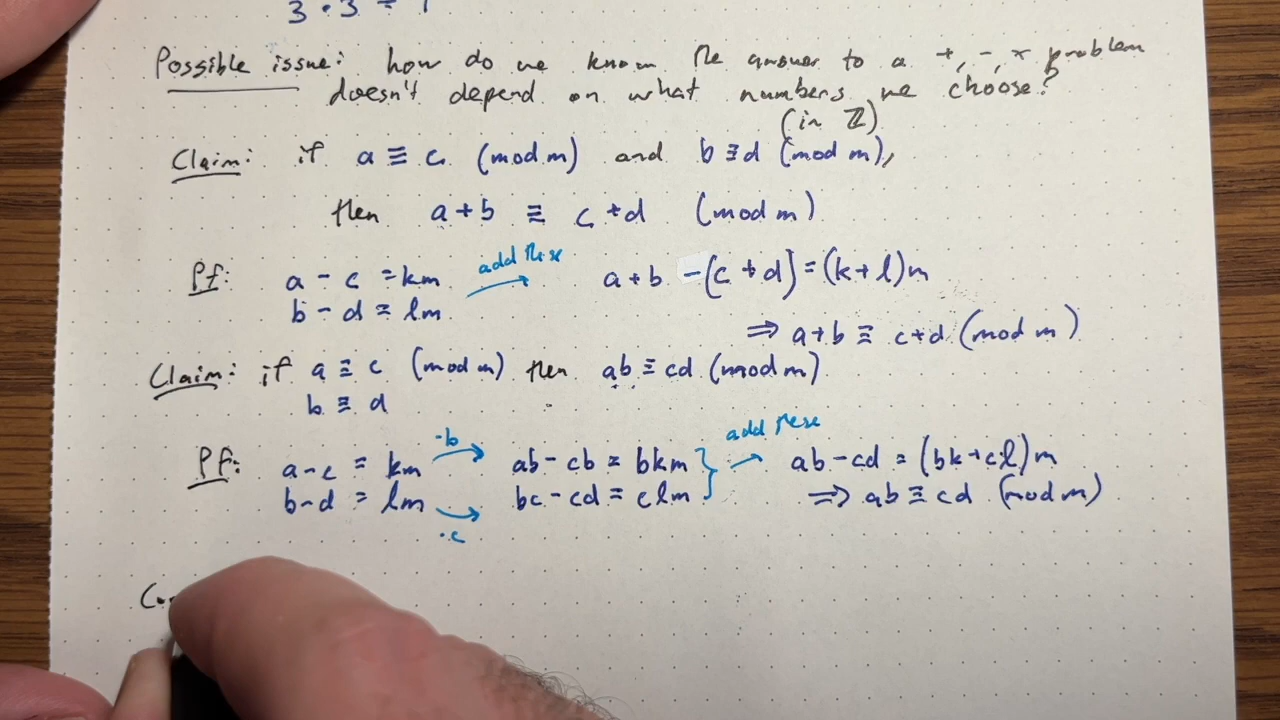 3 · 3 =
Possible issue: how do we know the answer to a +, -, × problem
doesn't depend on what numbers we choose?
(in ℤ)
Claim: if a ≡ c (mod m) and b ≡ d (mod m),
then a + b ≡ c + d (mod m)
Pf: a - c = km add these a + b - (c + d) = (k + l)m
b - d = lm
⇒ a + b ≡ c + d (mod m)
Claim: if a ≡ c (mod m) then ab ≡ cd (mod m)
b ≡ d
Pf: a - c = km ·b ab - cb = bkm } add these ab - cd = (bk + cl)m
b - d = lm ·c bc - cd = clm ⇒ ab ≡ cd (mod m)